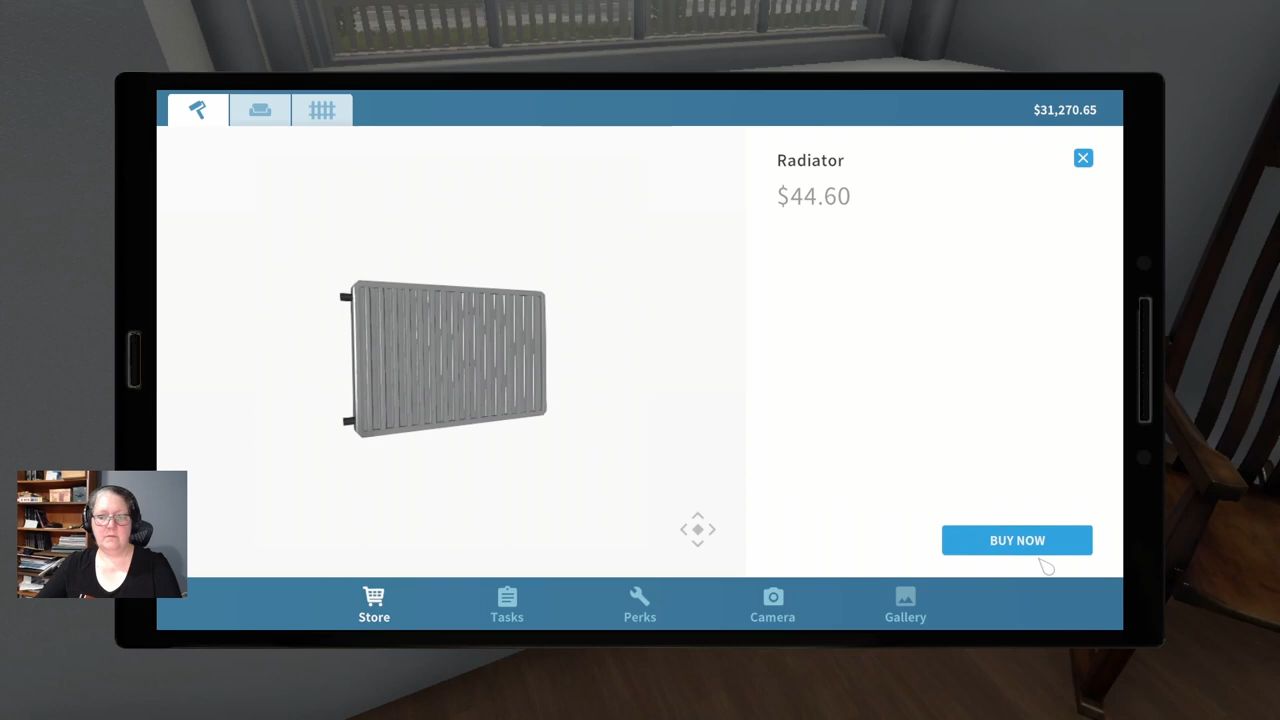 $31,270.65
Radiator
$44.60
BUY NOW
Store
Tasks
Perks
Camera
Gallery